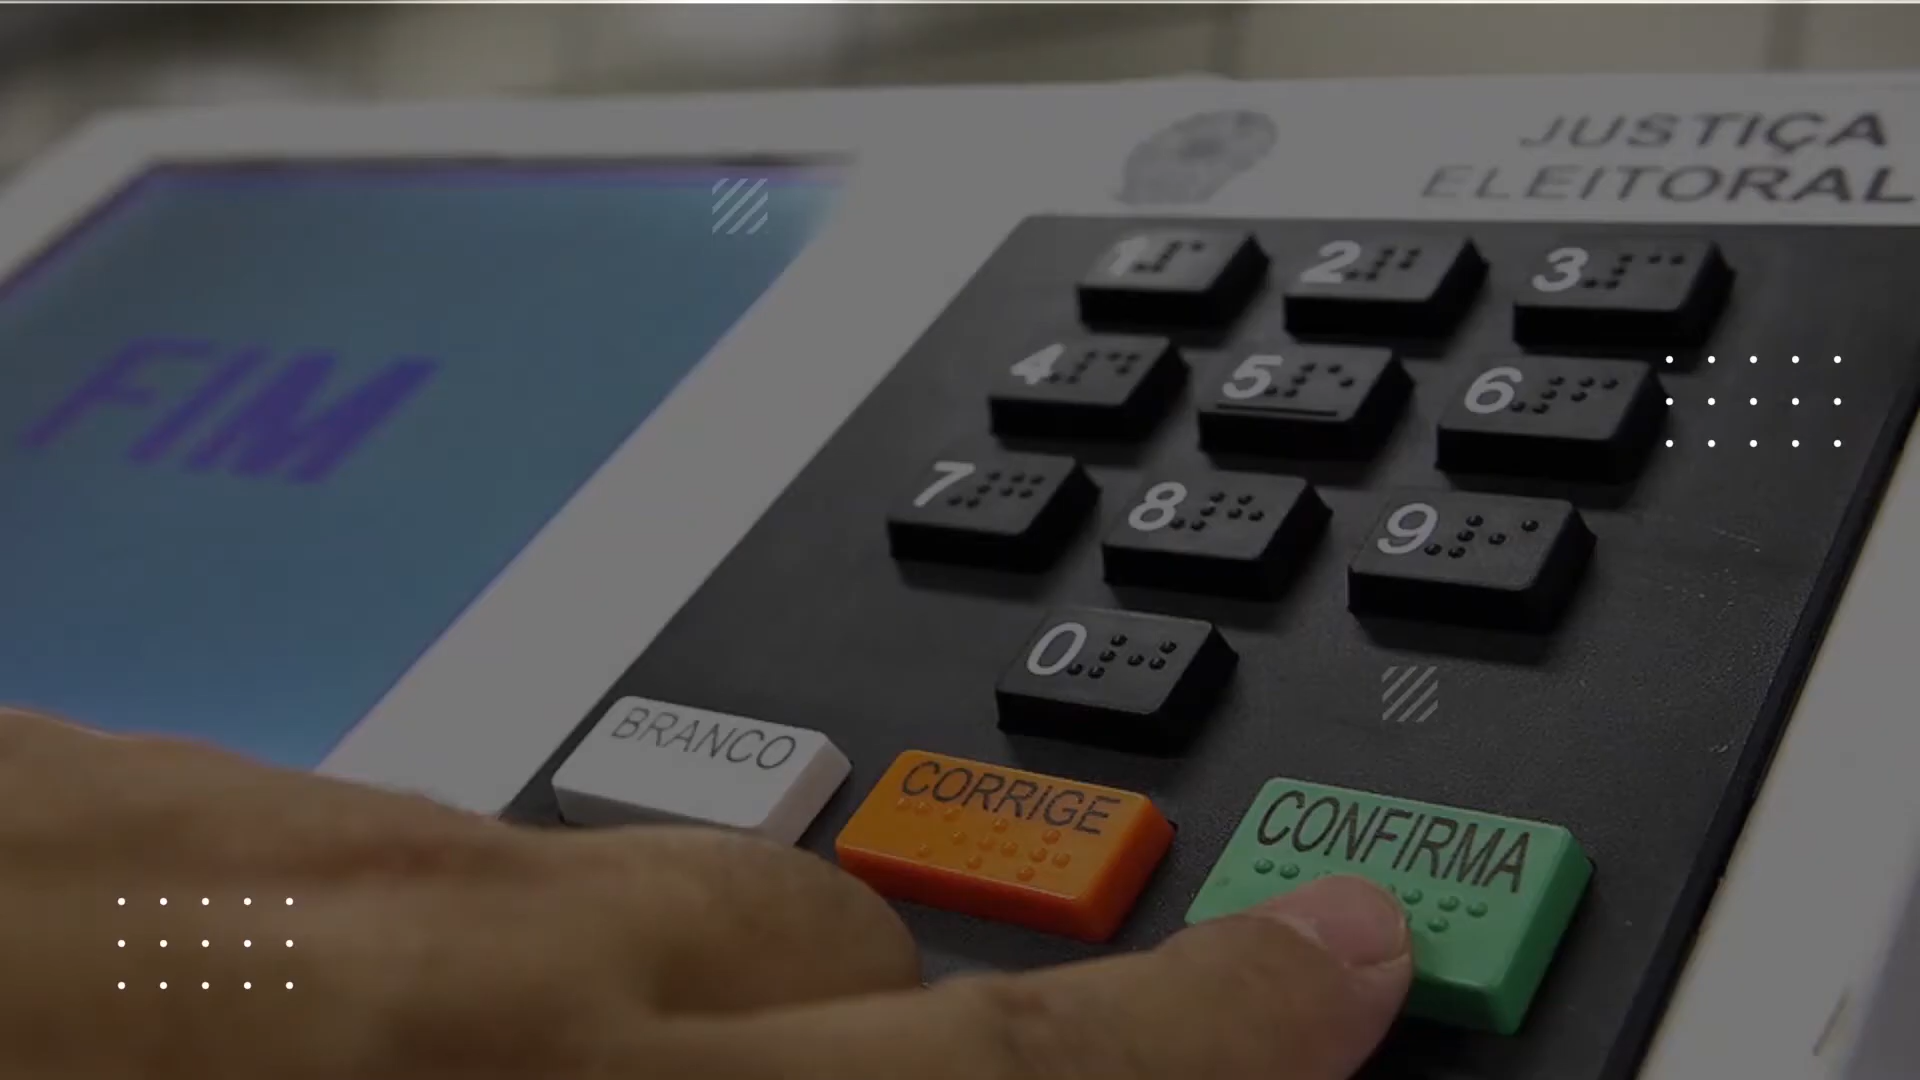 JUSTIÇA
ELEITORAL
FIM
1 2 3
4 5 6
7 8 9
0
BRANCO
CORRIGE
CONFIRMA